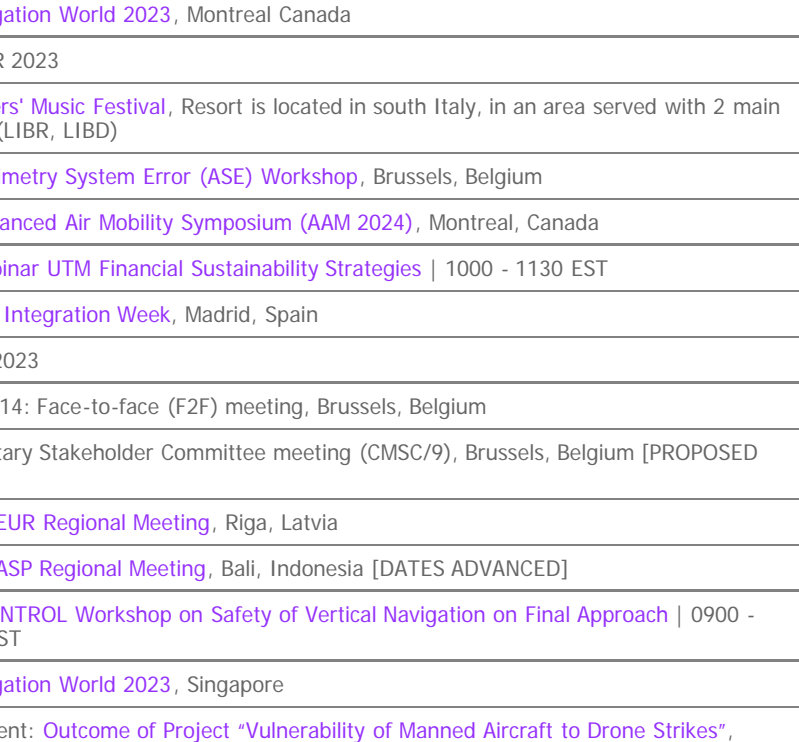 gation World 2023, Montreal Canada
R 2023
ers' Music Festival, Resort is located in south Italy, in an area served with 2 main
(LIBR, LIBD)
metry System Error (ASE) Workshop, Brussels, Belgium
anced Air Mobility Symposium (AAM 2024), Montreal, Canada
inar UTM Financial Sustainability Strategies | 1000 - 1130 EST
Integration Week, Madrid, Spain
2023
14: Face-to-face (F2F) meeting, Brussels, Belgium
tary Stakeholder Committee meeting (CMSC/9), Brussels, Belgium [PROPOSED
EUR Regional Meeting, Riga, Latvia
ASP Regional Meeting, Bali, Indonesia [DATES ADVANCED]
NTROL Workshop on Safety of Vertical Navigation on Final Approach | 0900 -
ST
gation World 2023, Singapore
ent: Outcome of Project “Vulnerability of Manned Aircraft to Drone Strikes”,